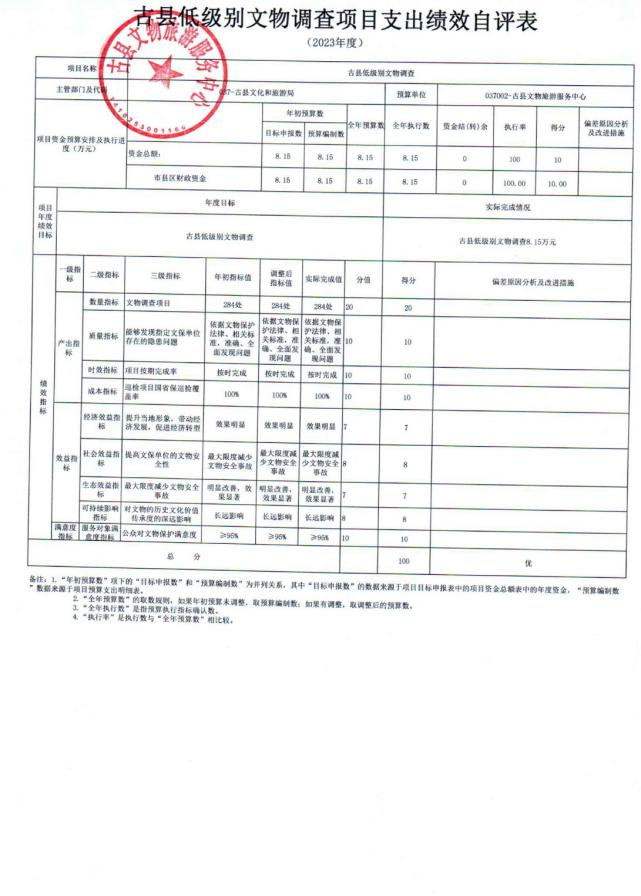 古县低级别文物调查项目支出绩效自评表
（2023年度）
项目名称 古县低级别文物调查
主管部门及代码 037-古县文化和旅游局 预算单位 037002-古县文物旅游服务中心
古县文物旅游服务中心
1410253001160
项目资金预算安排及执行进度（万元） 年初预算数 全年预算数 全年执行数 资金结(转)余 执行率 得分 偏差原因分析及改进措施
目标申报数 预算编制数
资金总额： 8.15 8.15 8.15 8.15 0 100 10
市县区财政资金 8.15 8.15 8.15 8.15 0 100.00 10.00
项目年度绩效目标 年度目标 实际完成情况
古县低级别文物调查 古县低级别文物调查8.15万元
绩效指标 一级指标 二级指标 三级指标 年初指标值 调整后指标值 实际完成值 分值 得分 偏差原因分析及改进措施
产出指标 数量指标 文物调查项目 284处 284处 284处 20 20
质量指标 能够发现指定文保单位存在的隐患问题 依据文物保护法律、相关标准，准确、全面发现问题 依据文物保护法律、相关标准，准确、全面发现问题 依据文物保护法律、相关标准，准确、全面发现问题 10 10
时效指标 项目按期完成率 按时完成 按时完成 按时完成 10 10
成本指标 巡检项目国省保巡检覆盖率 100% 100% 100% 10 10
效益指标 经济效益指标 提升当地形象，带动经济发展，促进经济转型 效果明显 效果明显 效果明显 7 7
社会效益指标 提高文保单位的文物安全性 最大限度减少文物安全事故 最大限度减少文物安全事故 最大限度减少文物安全事故 8 8
生态效益指标 最大限度减少文物安全事故 明显改善，效果显著 明显改善，效果显著 明显改善，效果显著 7 7
可持续影响指标 对文物的历史文化价值传承度的深远影响 长远影响 长远影响 长远影响 8 8
满意度指标 服务对象满意度指标 公众对文物保护满意度 ≥95% ≥95% ≥95% 10 10
总 分 100 优
备注：1.“年初预算数”项下的“目标申报数”和“预算编制数”为并列关系，其中“目标申报数”的数据来源于项目目标申报表中的项目资金总额表中的年度资金，“预算编制数
”数据来源于项目预算支出明细表。
2.“全年预算数”的取数规则，如果年初预算未调整，取预算编制数；如果有调整，取调整后的预算数。
3.“全年执行数”是指预算执行指标确认数。
4.“执行率”是执行数与“全年预算数”相比较。